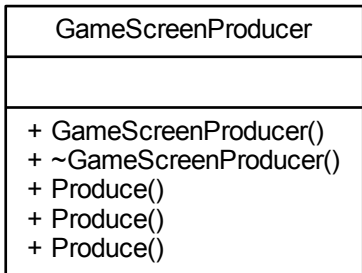 GameScreenProducer
+ GameScreenProducer()
+ ~GameScreenProducer()
+ Produce()
+ Produce()
+ Produce()